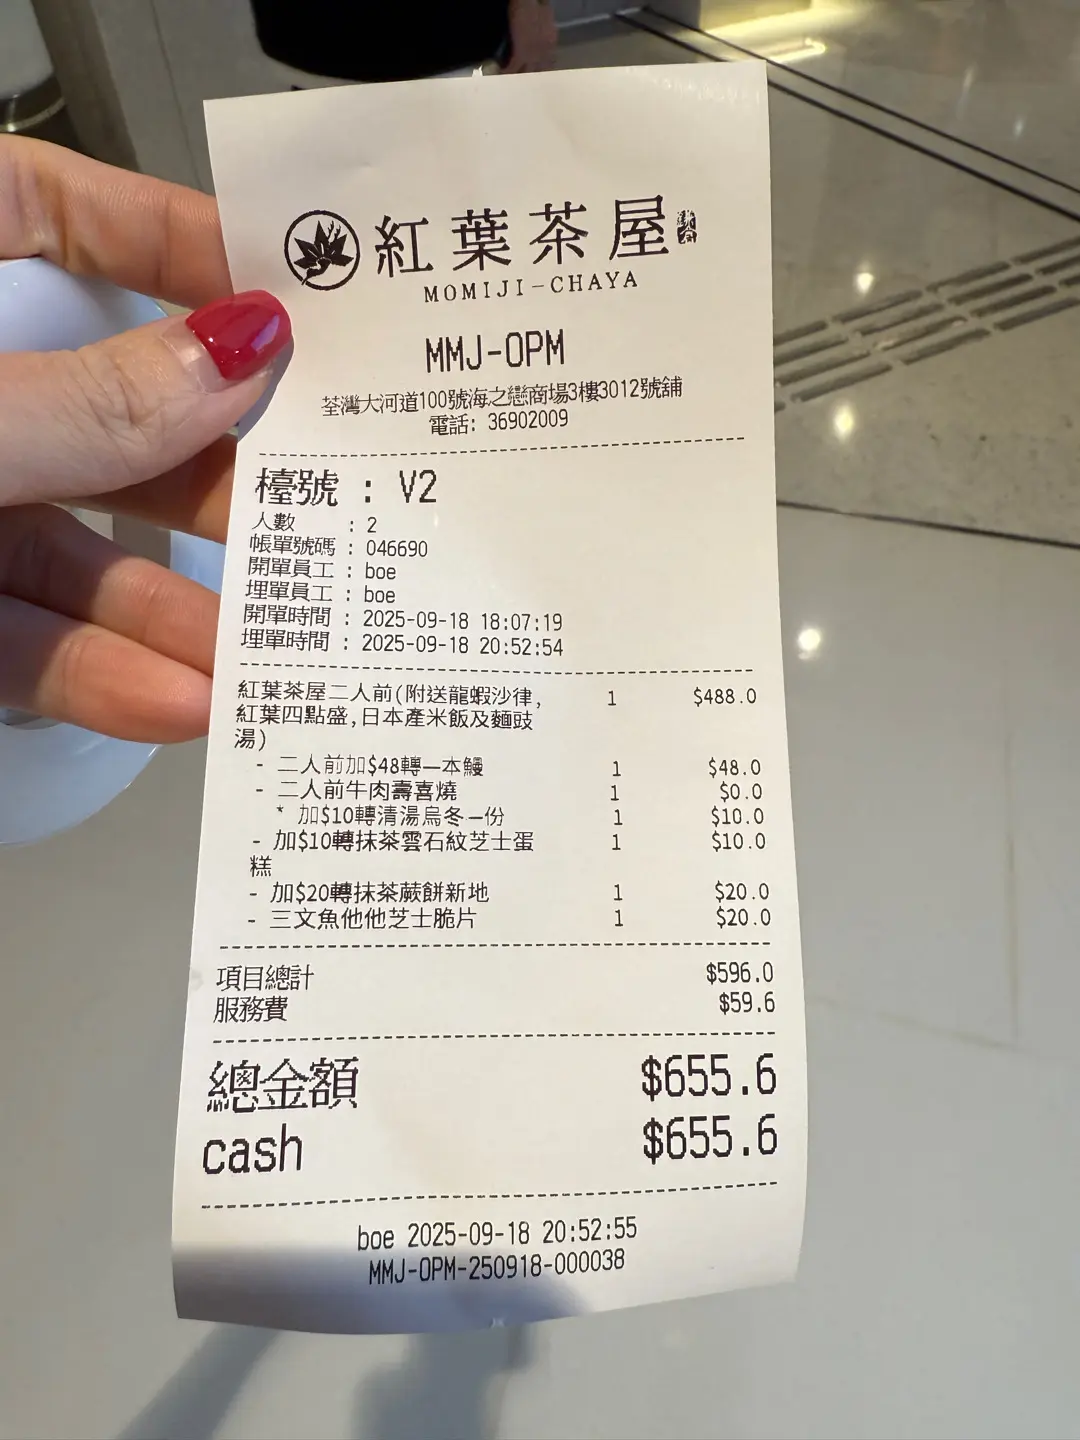 紅葉茶屋
MOMIJI-CHAYA
MMJ-OPM
荃灣大河道100號海之戀商場3樓3012號舖
電話: 36902009
檯號 : V2
人數 : 2
帳單號碼 : 046690
開單員工 : boe
埋單員工 : boe
開單時間 : 2025-09-18 18:07:19
埋單時間 : 2025-09-18 20:52:54
紅葉茶屋二人前(附送龍蝦沙律, 1 $488.0
紅葉四點盛,日本產米飯及麵豉
湯)
- 二人前加$48轉一本鰻 1 $48.0
- 二人前牛肉壽喜燒 1 $0.0
* 加$10轉清湯烏冬一份 1 $10.0
- 加$10轉抹茶雲石紋芝士蛋 1 $10.0
糕
- 加$20轉抹茶蕨餅新地 1 $20.0
- 三文魚他他芝士脆片 1 $20.0
項目總計 $596.0
服務費 $59.6
總金額 $655.6
cash $655.6
boe 2025-09-18 20:52:55
MMJ-OPM-250918-000038